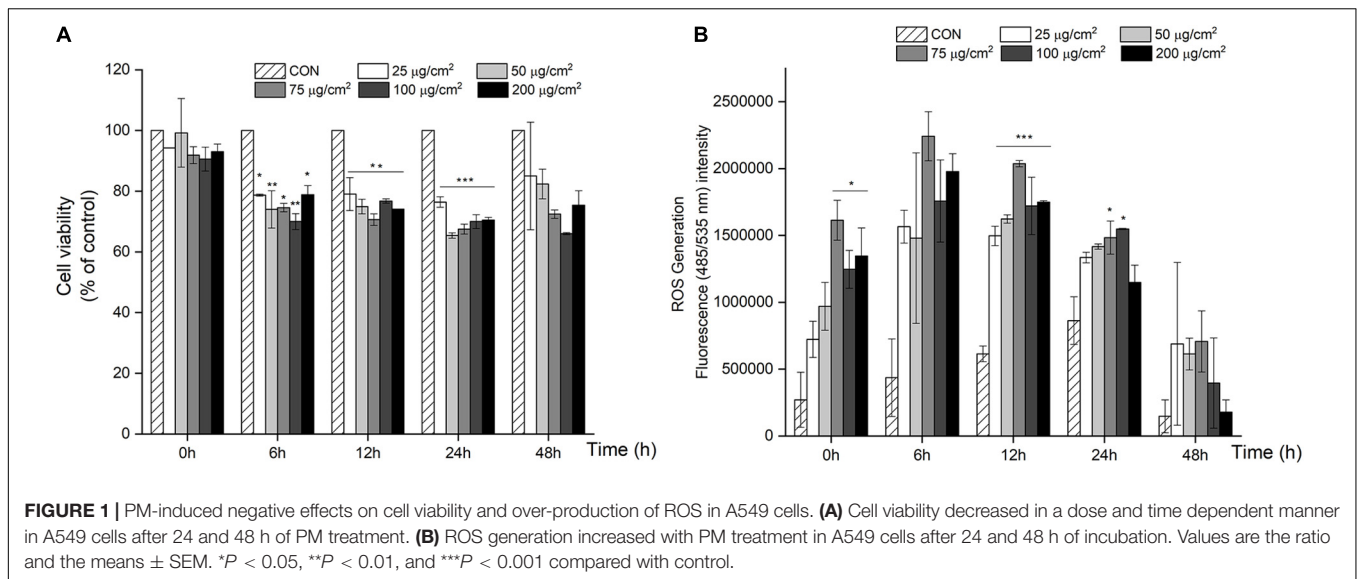 A
CON
25 µg/cm²
50 µg/cm²
75 µg/cm²
100 µg/cm²
200 µg/cm²
Cell viability
(% of control)
120
100
80
60
40
20
0
*
**
*
**
*
**
***
0h
6h
12h
24h
48h
Time (h)
B
CON
25 µg/cm²
50 µg/cm²
75 µg/cm²
100 µg/cm²
200 µg/cm²
ROS Generation
Fluorescence (485/535 nm) intensity
2500000
2000000
1500000
1000000
500000
0
*
***
*
*
0h
6h
12h
24h
48h
Time (h)
FIGURE 1 | PM-induced negative effects on cell viability and over-production of ROS in A549 cells. (A) Cell viability decreased in a dose and time dependent manner
in A549 cells after 24 and 48 h of PM treatment. (B) ROS generation increased with PM treatment in A549 cells after 24 and 48 h of incubation. Values are the ratio
and the means ± SEM. *P < 0.05, **P < 0.01, and ***P < 0.001 compared with control.